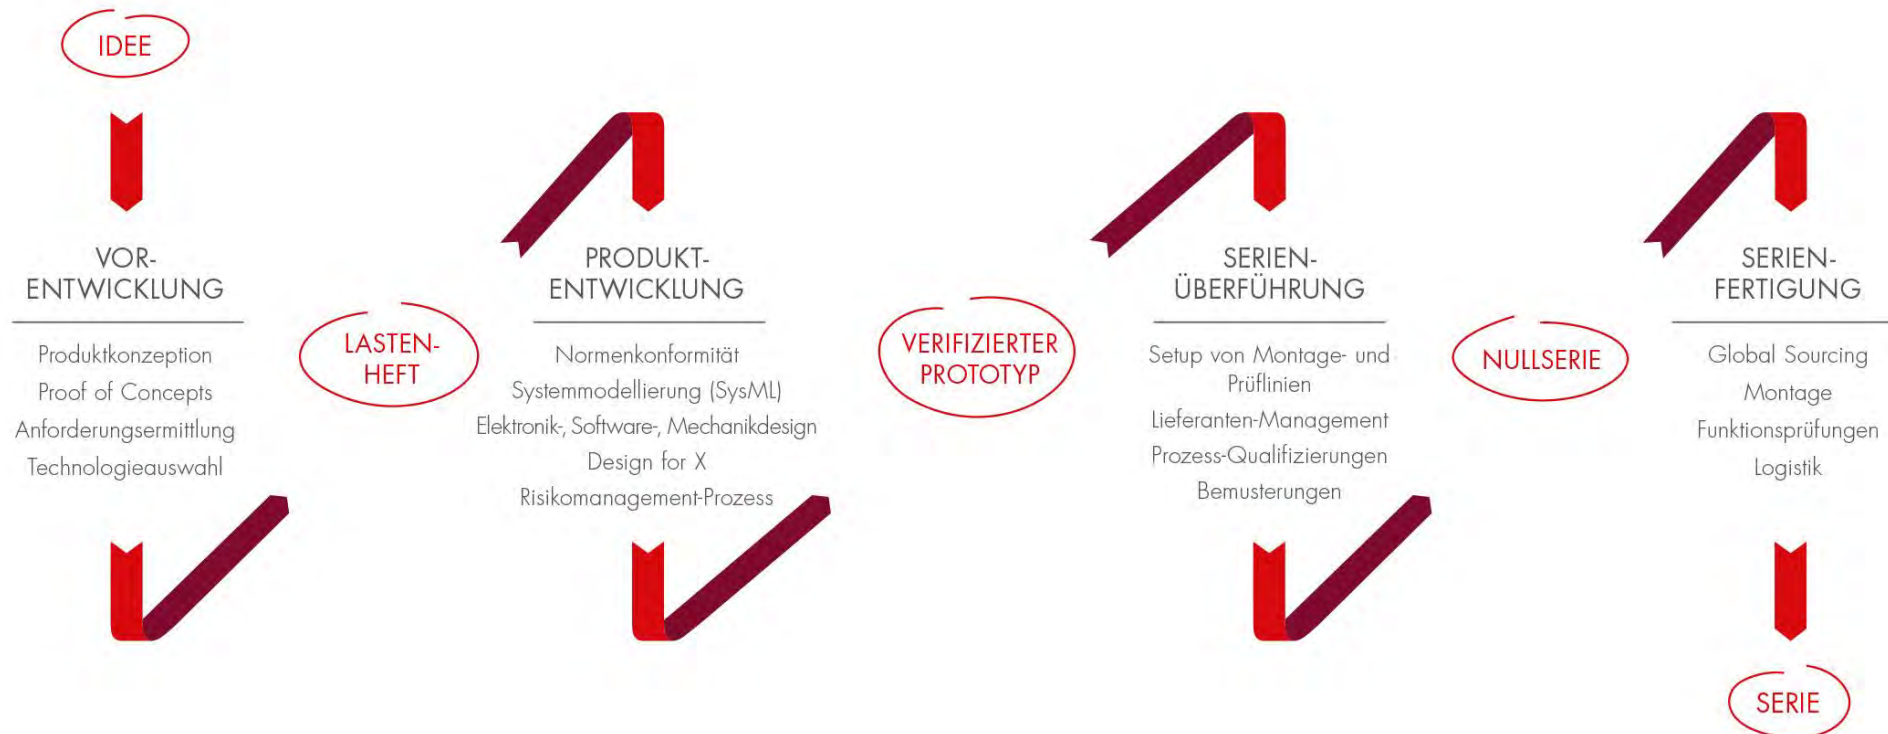 IDEE
VOR-
ENTWICKLUNG
Produktkonzeption
Proof of Concepts
Anforderungsermittlung
Technologieauswahl
LASTEN-
HEFT
PRODUKT-
ENTWICKLUNG
Normenkonformität
Systemmodellierung (SysML)
Elektronik-, Software-, Mechanikdesign
Design for X
Risikomanagement-Prozess
VERIFIZIERTER
PROTOTYP
SERIEN-
ÜBERFÜHRUNG
Setup von Montage- und
Prüflinien
Lieferanten-Management
Prozess-Qualifizierungen
Bemusterungen
NULLSERIE
SERIEN-
FERTIGUNG
Global Sourcing
Montage
Funktionsprüfungen
Logistik
SERIE